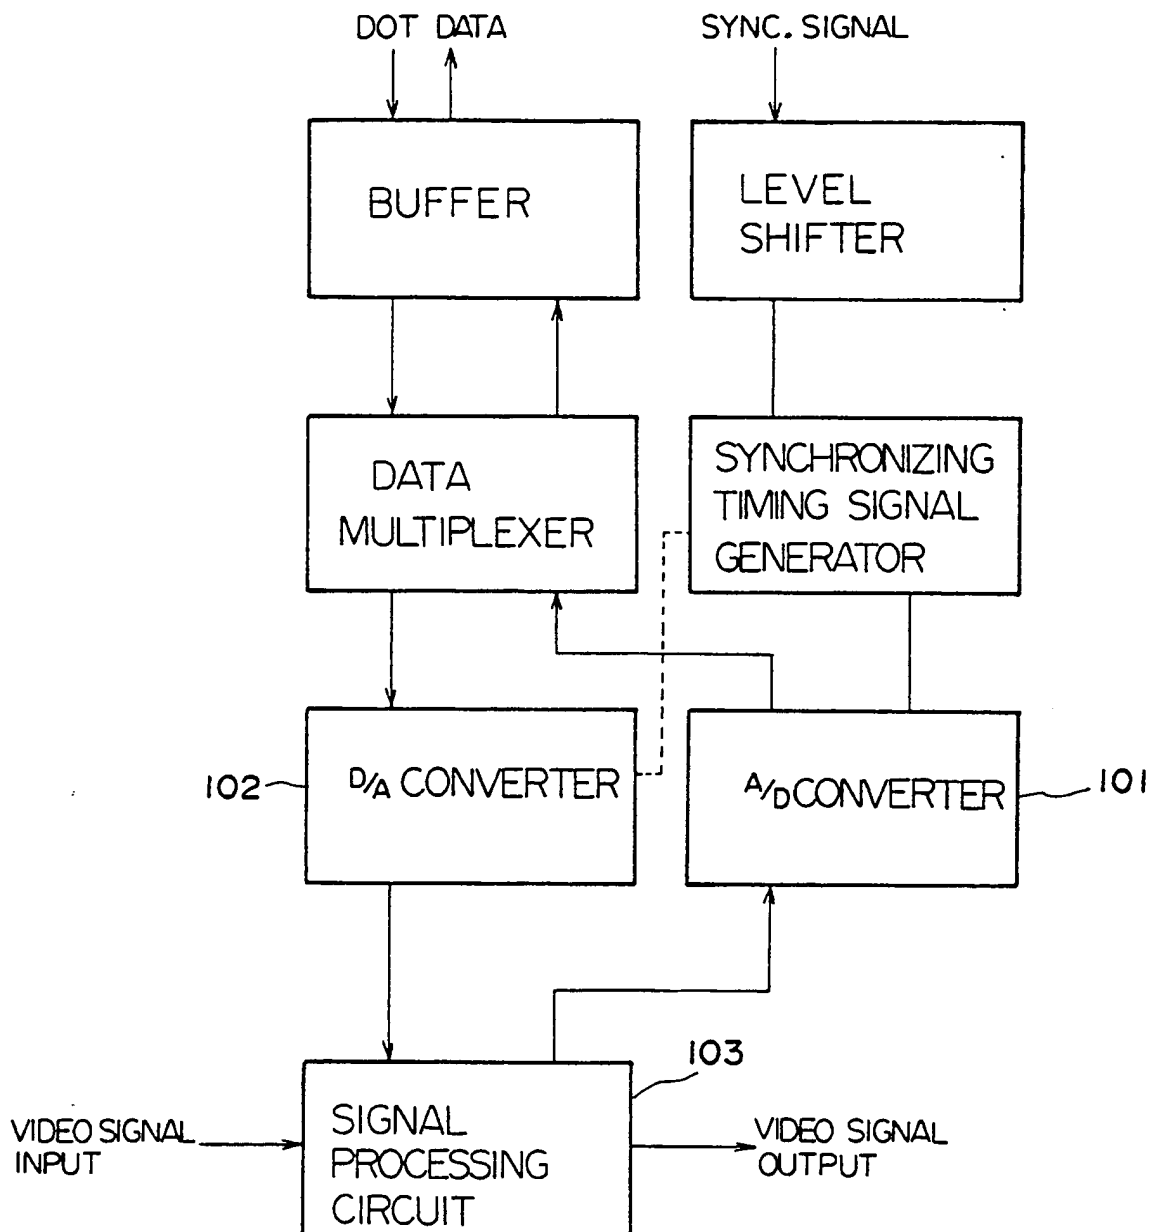 DOT DATA
SYNC. SIGNAL
BUFFER
LEVEL
SHIFTER
DATA
MULTIPLEXER
SYNCHRONIZING
TIMING SIGNAL
GENERATOR
102
D/A CONVERTER
A/D CONVERTER
101
103
VIDEO SIGNAL
INPUT
SIGNAL
PROCESSING
CIRCUIT
VIDEO SIGNAL
OUTPUT